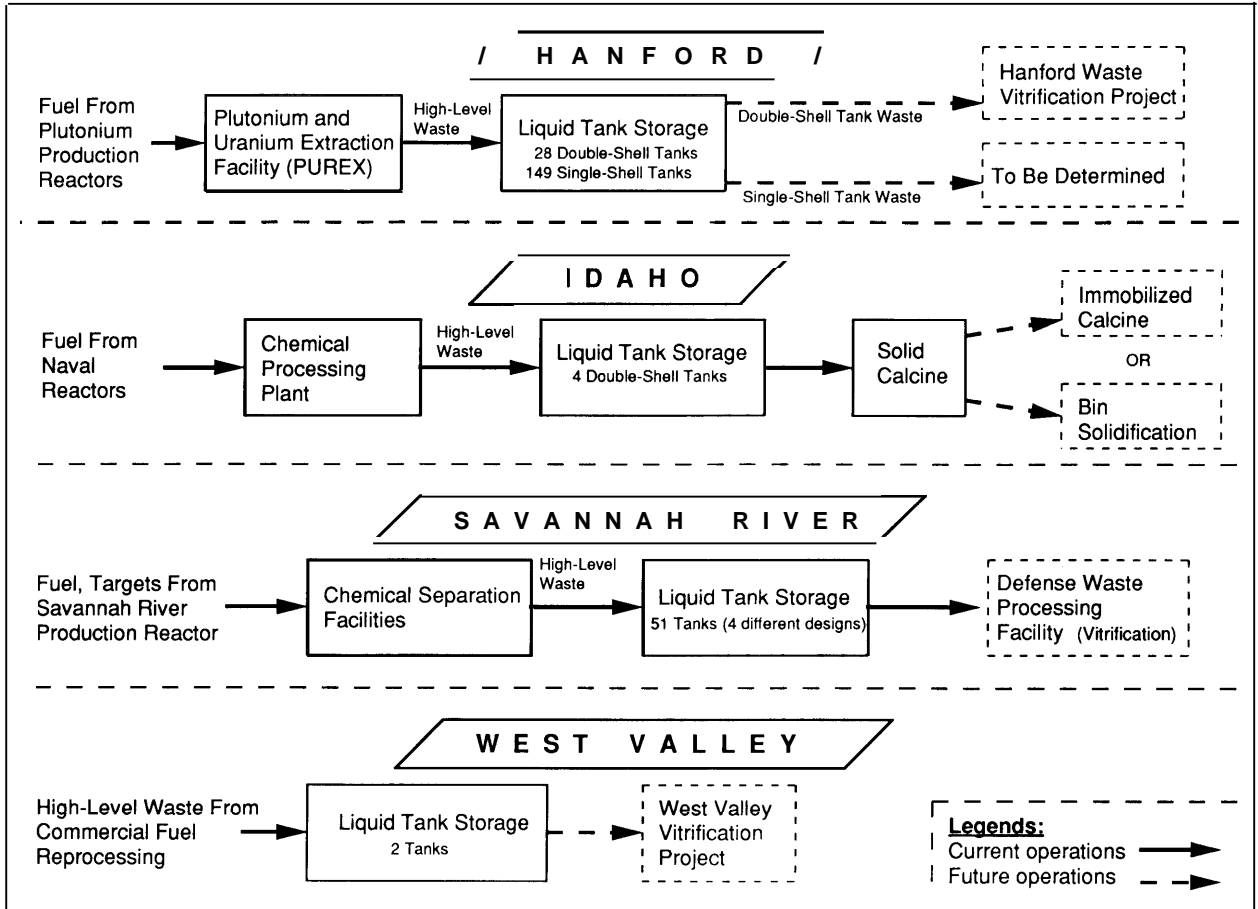 / HANFORD /
Fuel From
Plutonium
Production
Reactors
Plutonium and
Uranium Extraction
Facility (PUREX)
High-Level
Waste
Liquid Tank Storage
28 Double-Shell Tanks
149 Single-Shell Tanks
Double-Shell Tank Waste
Single-Shell Tank Waste
Hanford Waste
Vitrification Project
To Be Determined
IDAHO
Fuel From
Naval
Reactors
Chemical
Processing
Plant
High-Level
Waste
Liquid Tank Storage
4 Double-Shell Tanks
Solid
Calcine
Immobilized
Calcine
OR
Bin
Solidification
SAVANNAH RIVER
Fuel, Targets From
Savannah River
Production Reactor
Chemical Separation
Facilities
High-Level
Waste
Liquid Tank Storage
51 Tanks (4 different designs)
Defense Waste
Processing
Facility (Vitrification)
WEST VALLEY
High-Level Waste From
Commercial Fuel
Reprocessing
Liquid Tank Storage
2 Tanks
West Valley
Vitrification
Project
Legends:
Current operations
Future operations